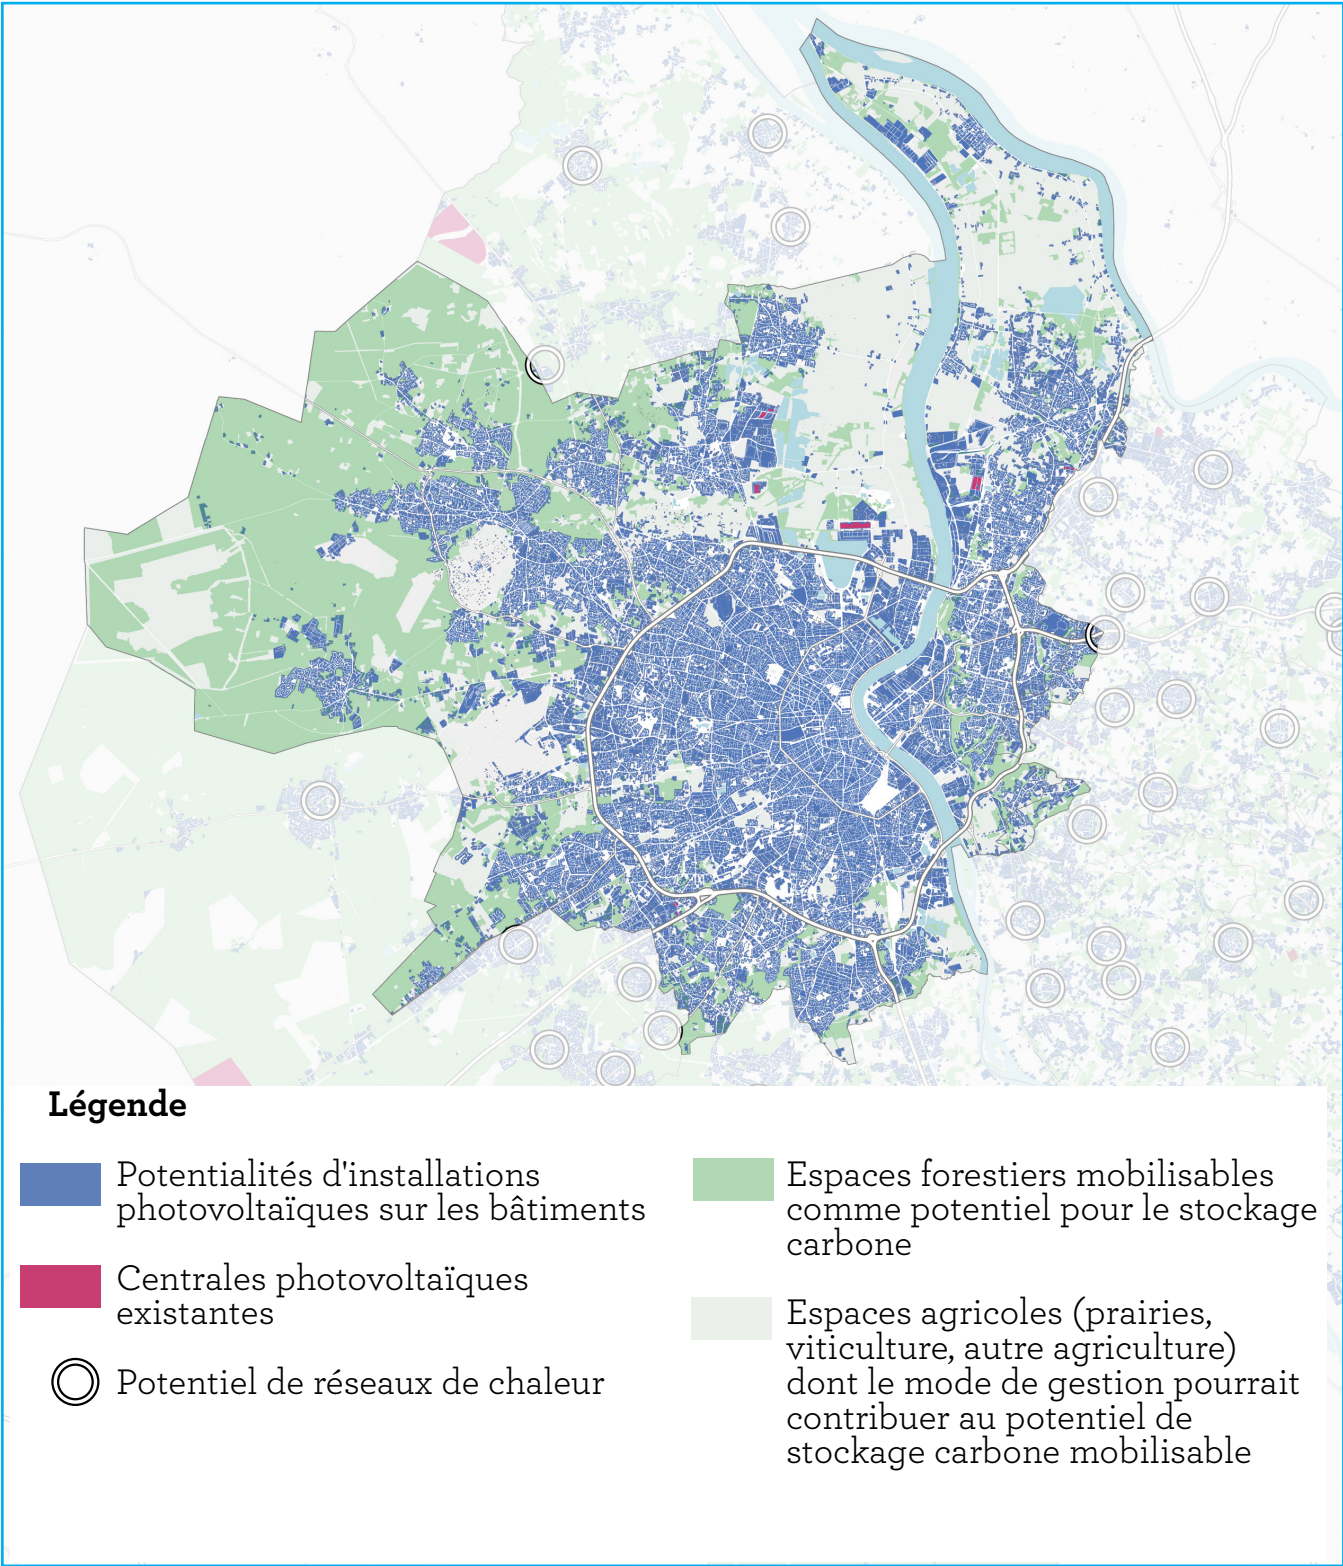 Légende
Potentialités d'installations
photovoltaïques sur les bâtiments
Centrales photovoltaïques
existantes
Potentiel de réseaux de chaleur
Espaces forestiers mobilisables
comme potentiel pour le stockage
carbone
Espaces agricoles (prairies,
viticulture, autre agriculture)
dont le mode de gestion pourrait
contribuer au potentiel de
stockage carbone mobilisable